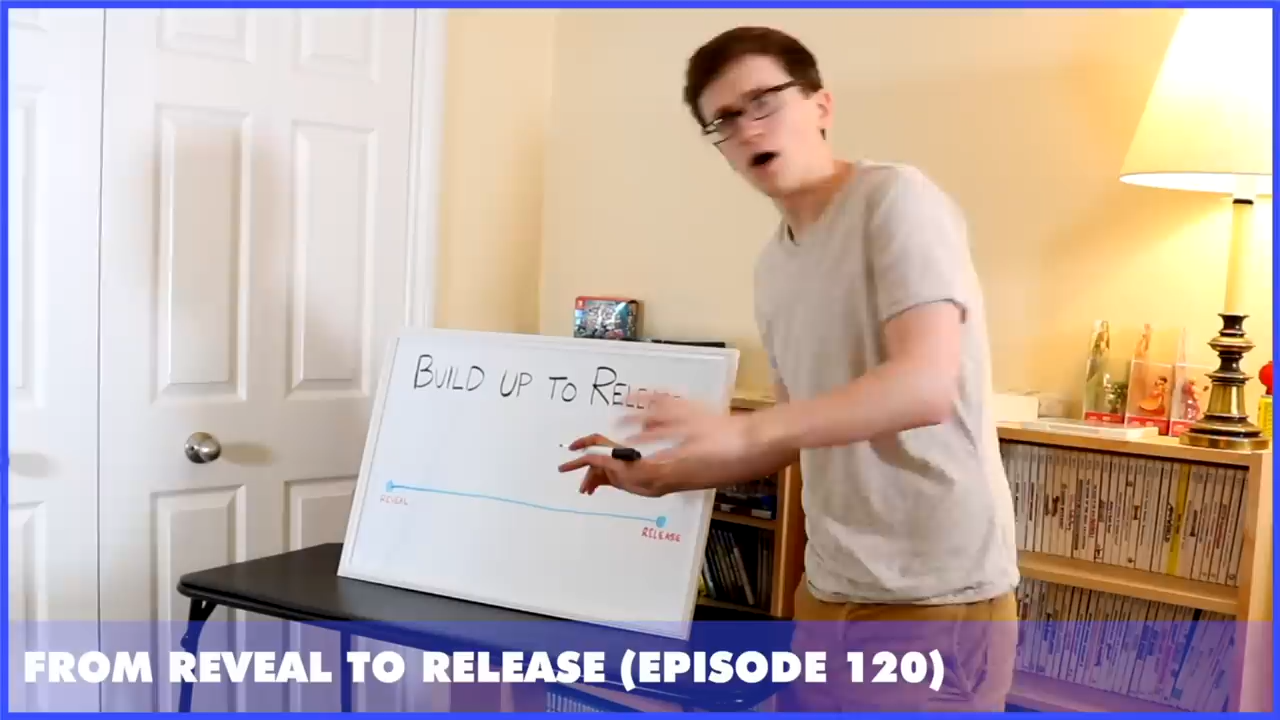 BUILD UP TO
REVEAL
RELEASE
FROM REVEAL TO RELEASE (EPISODE 120)